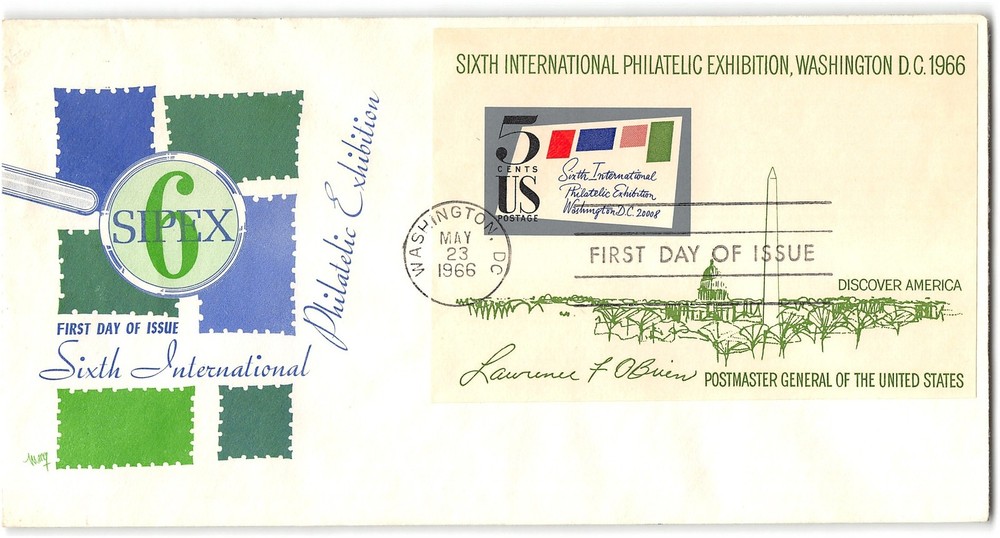 6
SIPEX
FIRST DAY OF ISSUE
Sixth International
Philatelic Exhibition
SIXTH INTERNATIONAL PHILATELIC EXHIBITION, WASHINGTON D.C. 1966
5
CENTS
US
POSTAGE
Sixth International
Philatelic Exhibition
Washington D.C. 20008
WASHINGTON, DC
MAY
23
1966
FIRST DAY OF ISSUE
DISCOVER AMERICA
Lawrence F O'Brien
POSTMASTER GENERAL OF THE UNITED STATES